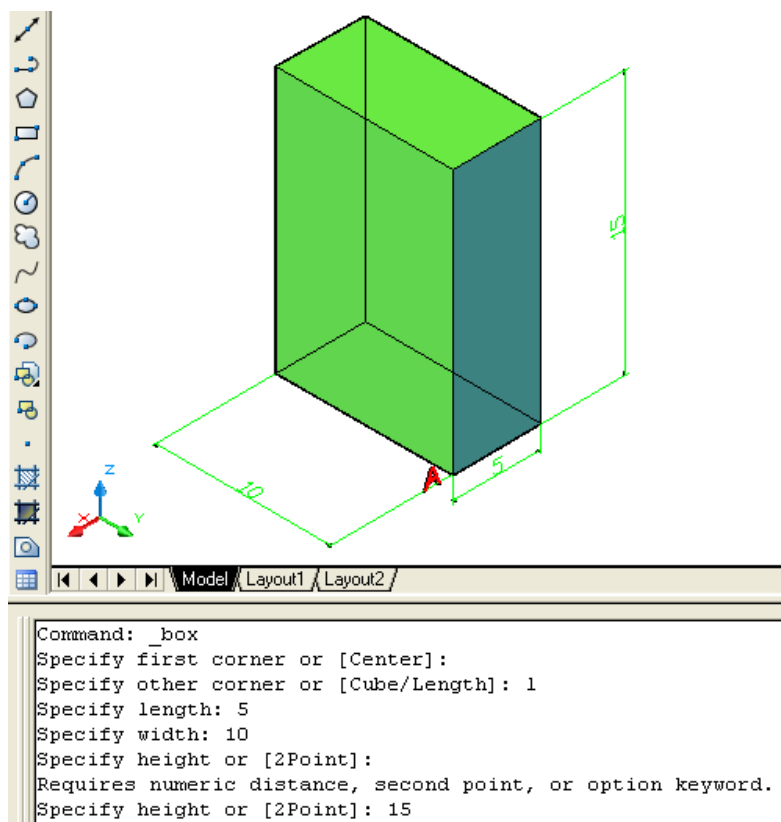 15
A
5
10
Z
X
Y
Model Layout1 Layout2
Command: _box
Specify first corner or [Center]:
Specify other corner or [Cube/Length]: l
Specify length: 5
Specify width: 10
Specify height or [2Point]:
Requires numeric distance, second point, or option keyword.
Specify height or [2Point]: 15